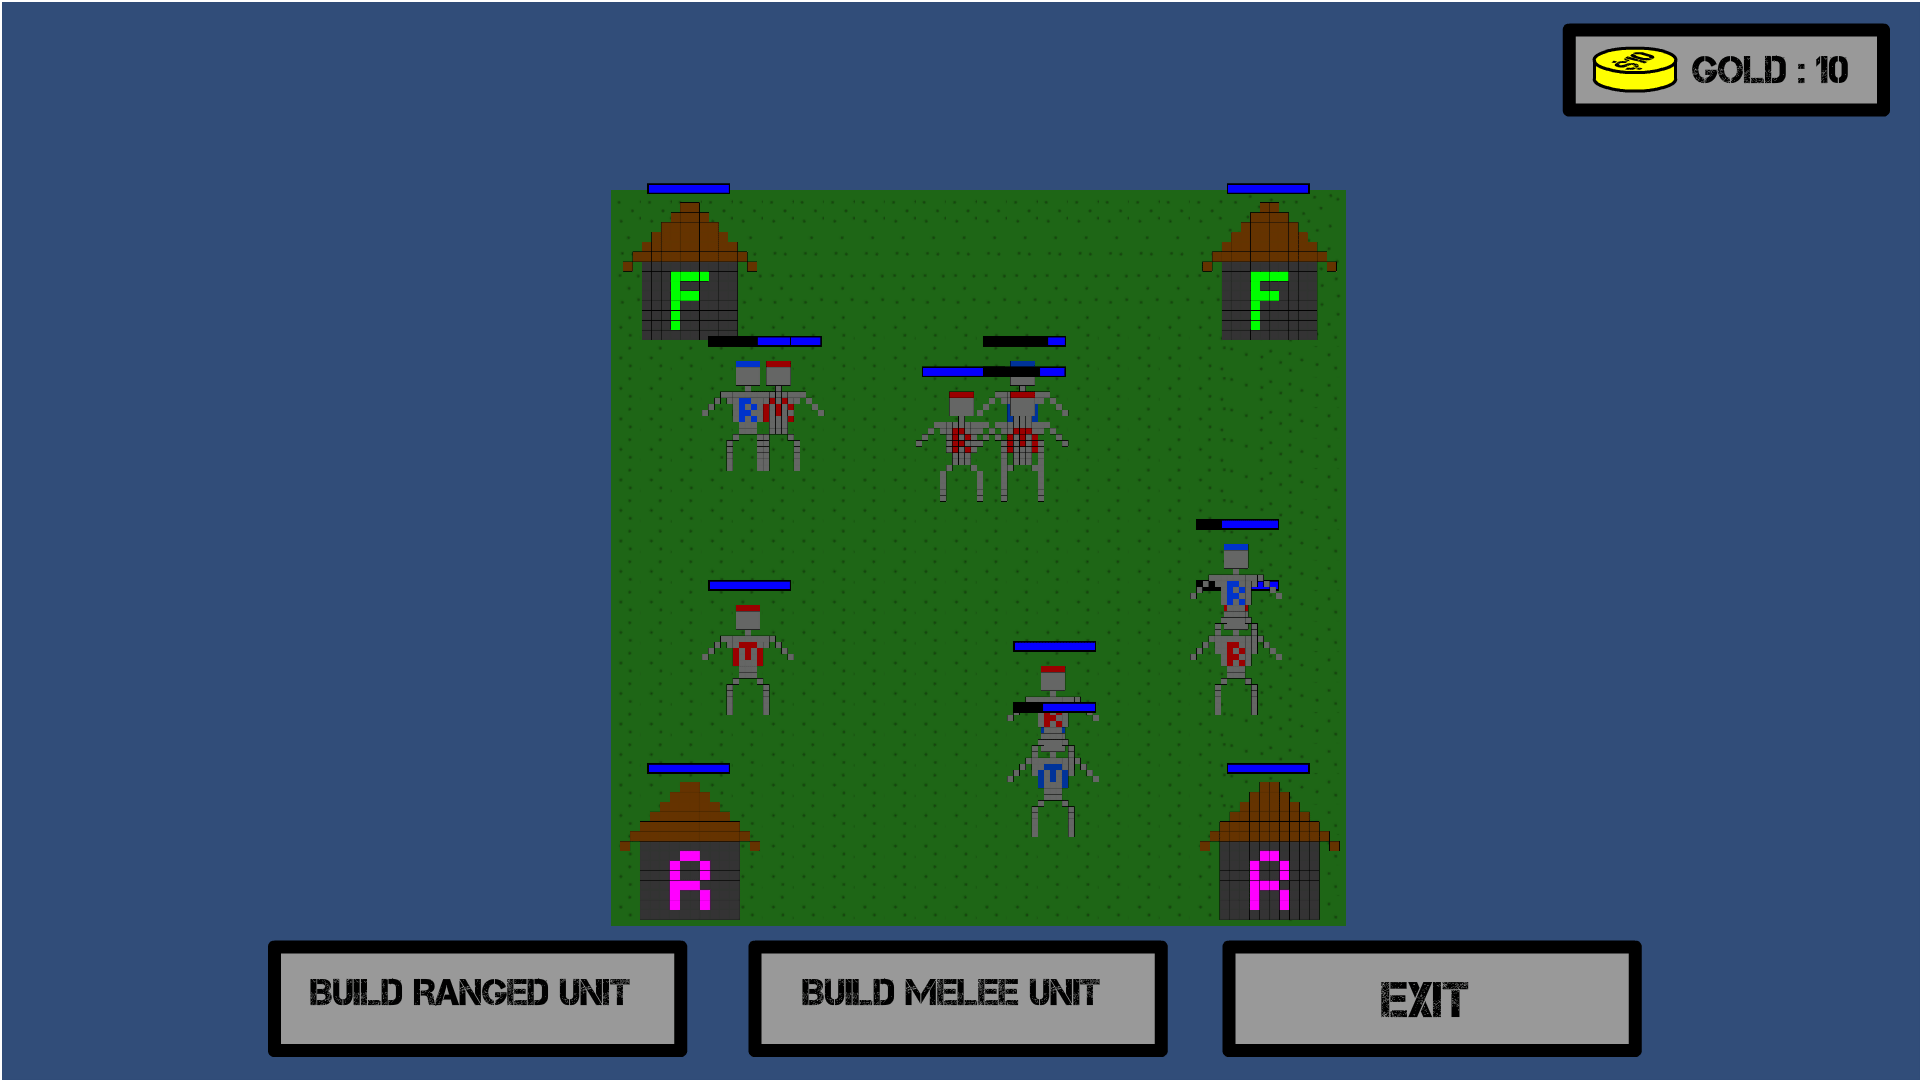 GOLD : 10
F F
R M
R M
R
M R
R
M
A A
BUILD RANGED UNIT
BUILD MELEE UNIT
EXIT